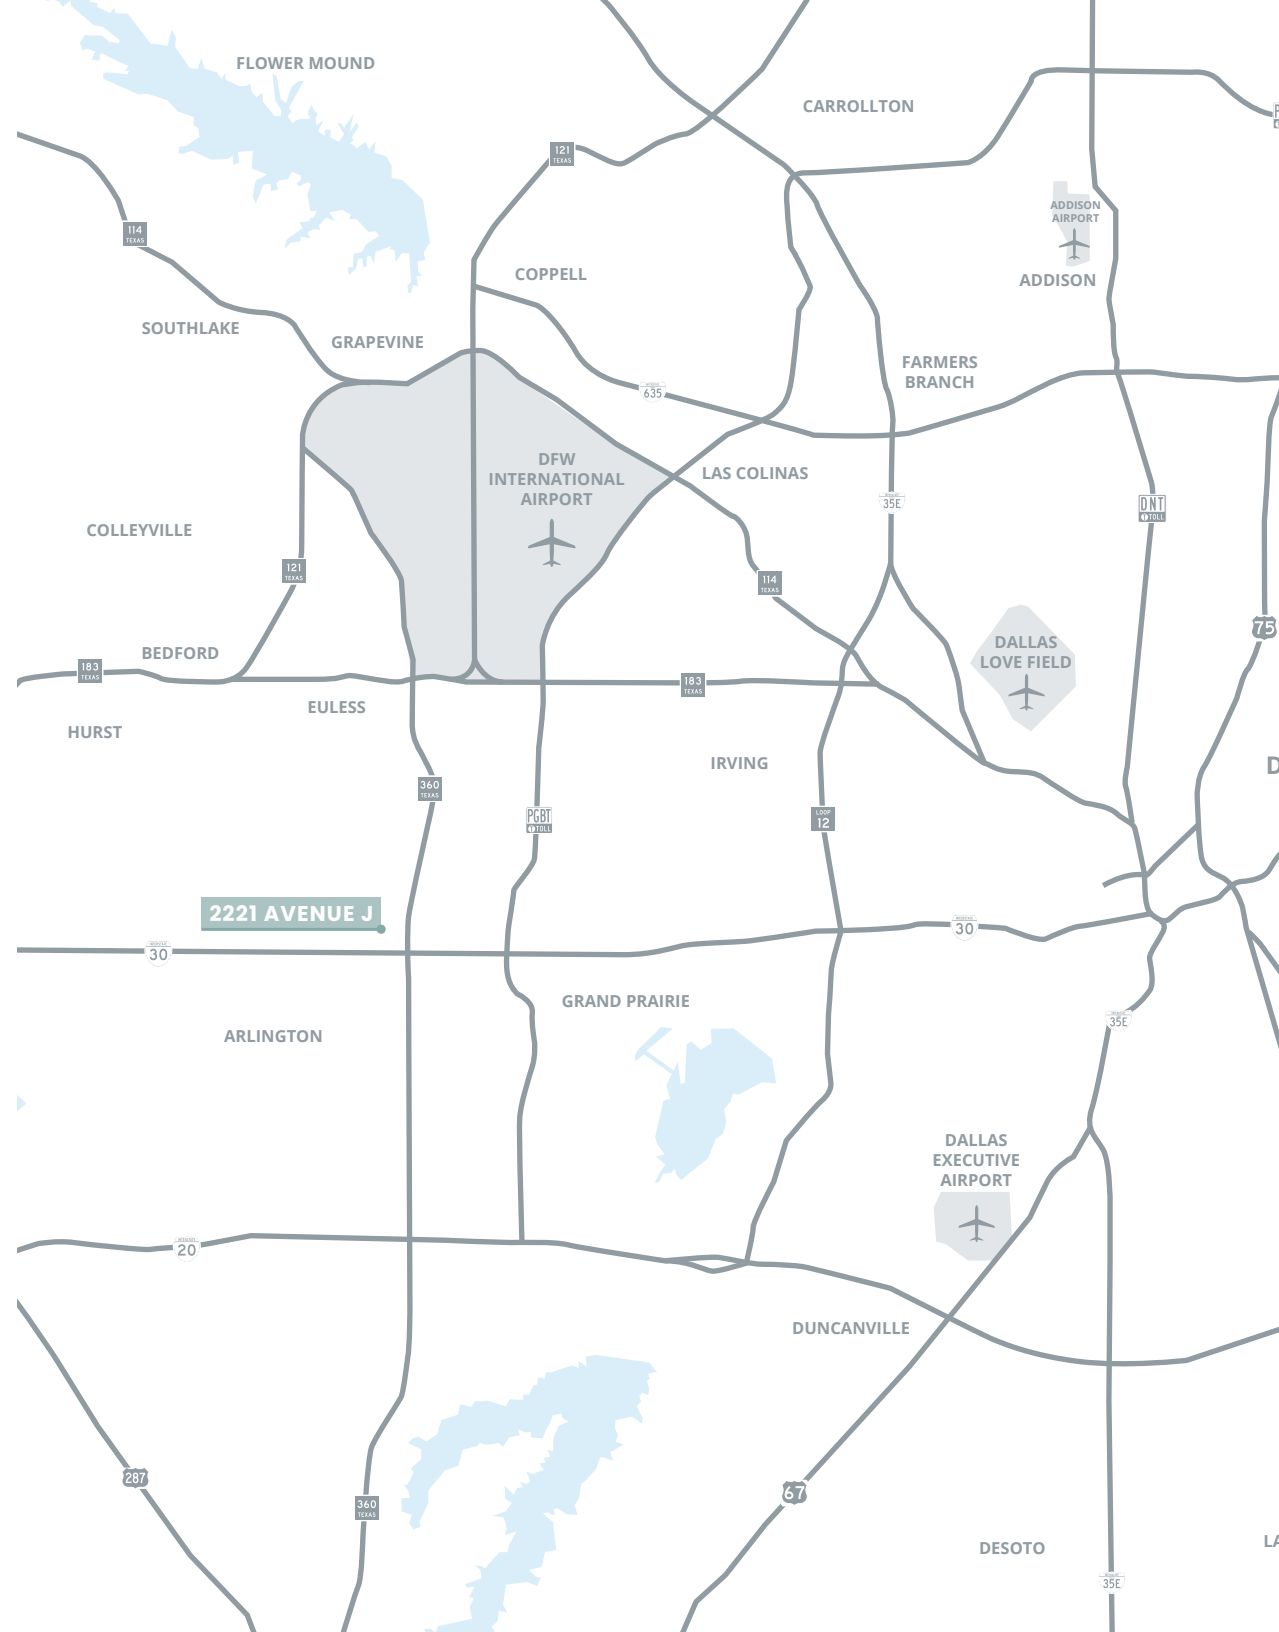 FLOWER MOUND
CARROLLTON
121
TEXAS
ADDISON
AIRPORT
114
TEXAS
COPPELL
ADDISON
SOUTHLAKE
GRAPEVINE
FARMERS
BRANCH
635
DFW
INTERNATIONAL
AIRPORT
LAS COLINAS
35E
DNT
TOLL
COLLEYVILLE
121
TEXAS
114
TEXAS
75
DALLAS
LOVE FIELD
BEDFORD
183
TEXAS
183
TEXAS
EULESS
HURST
IRVING
D
360
TEXAS
PGBT
TOLL
LOOP
12
2221 AVENUE J
30
30
GRAND PRAIRIE
35E
ARLINGTON
DALLAS
EXECUTIVE
AIRPORT
20
DUNCANVILLE
287
67
360
TEXAS
DESOTO
LA
35E